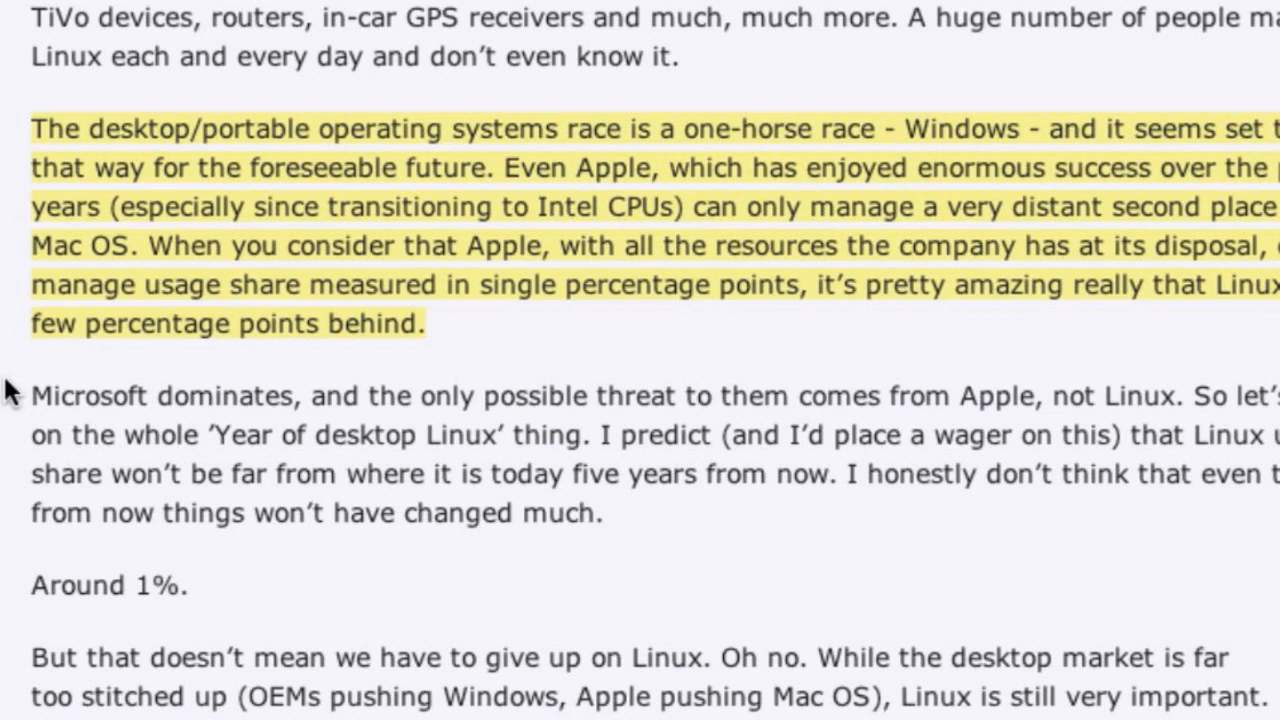 TiVo devices, routers, in-car GPS receivers and much, much more. A huge number of people
Linux each and every day and don’t even know it.
The desktop/portable operating systems race is a one-horse race - Windows - and it seems set
that way for the foreseeable future. Even Apple, which has enjoyed enormous success over the
years (especially since transitioning to Intel CPUs) can only manage a very distant second place
Mac OS. When you consider that Apple, with all the resources the company has at its disposal,
manage usage share measured in single percentage points, it’s pretty amazing really that Linux
few percentage points behind.
Microsoft dominates, and the only possible threat to them comes from Apple, not Linux. So let’s
on the whole ’Year of desktop Linux’ thing. I predict (and I’d place a wager on this) that Linux
share won’t be far from where it is today five years from now. I honestly don’t think that even
from now things won’t have changed much.
Around 1%.
But that doesn’t mean we have to give up on Linux. Oh no. While the desktop market is far
too stitched up (OEMs pushing Windows, Apple pushing Mac OS), Linux is still very important.